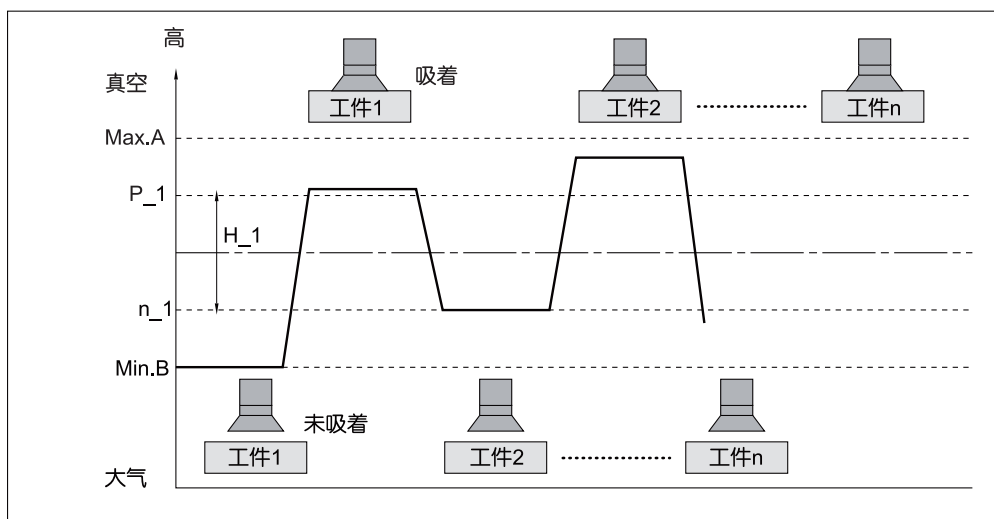 高
真空
吸着
工件1
工件2
工件n
Max.A
P_1
H_1
n_1
Min.B
未吸着
工件1
工件2
工件n
大气